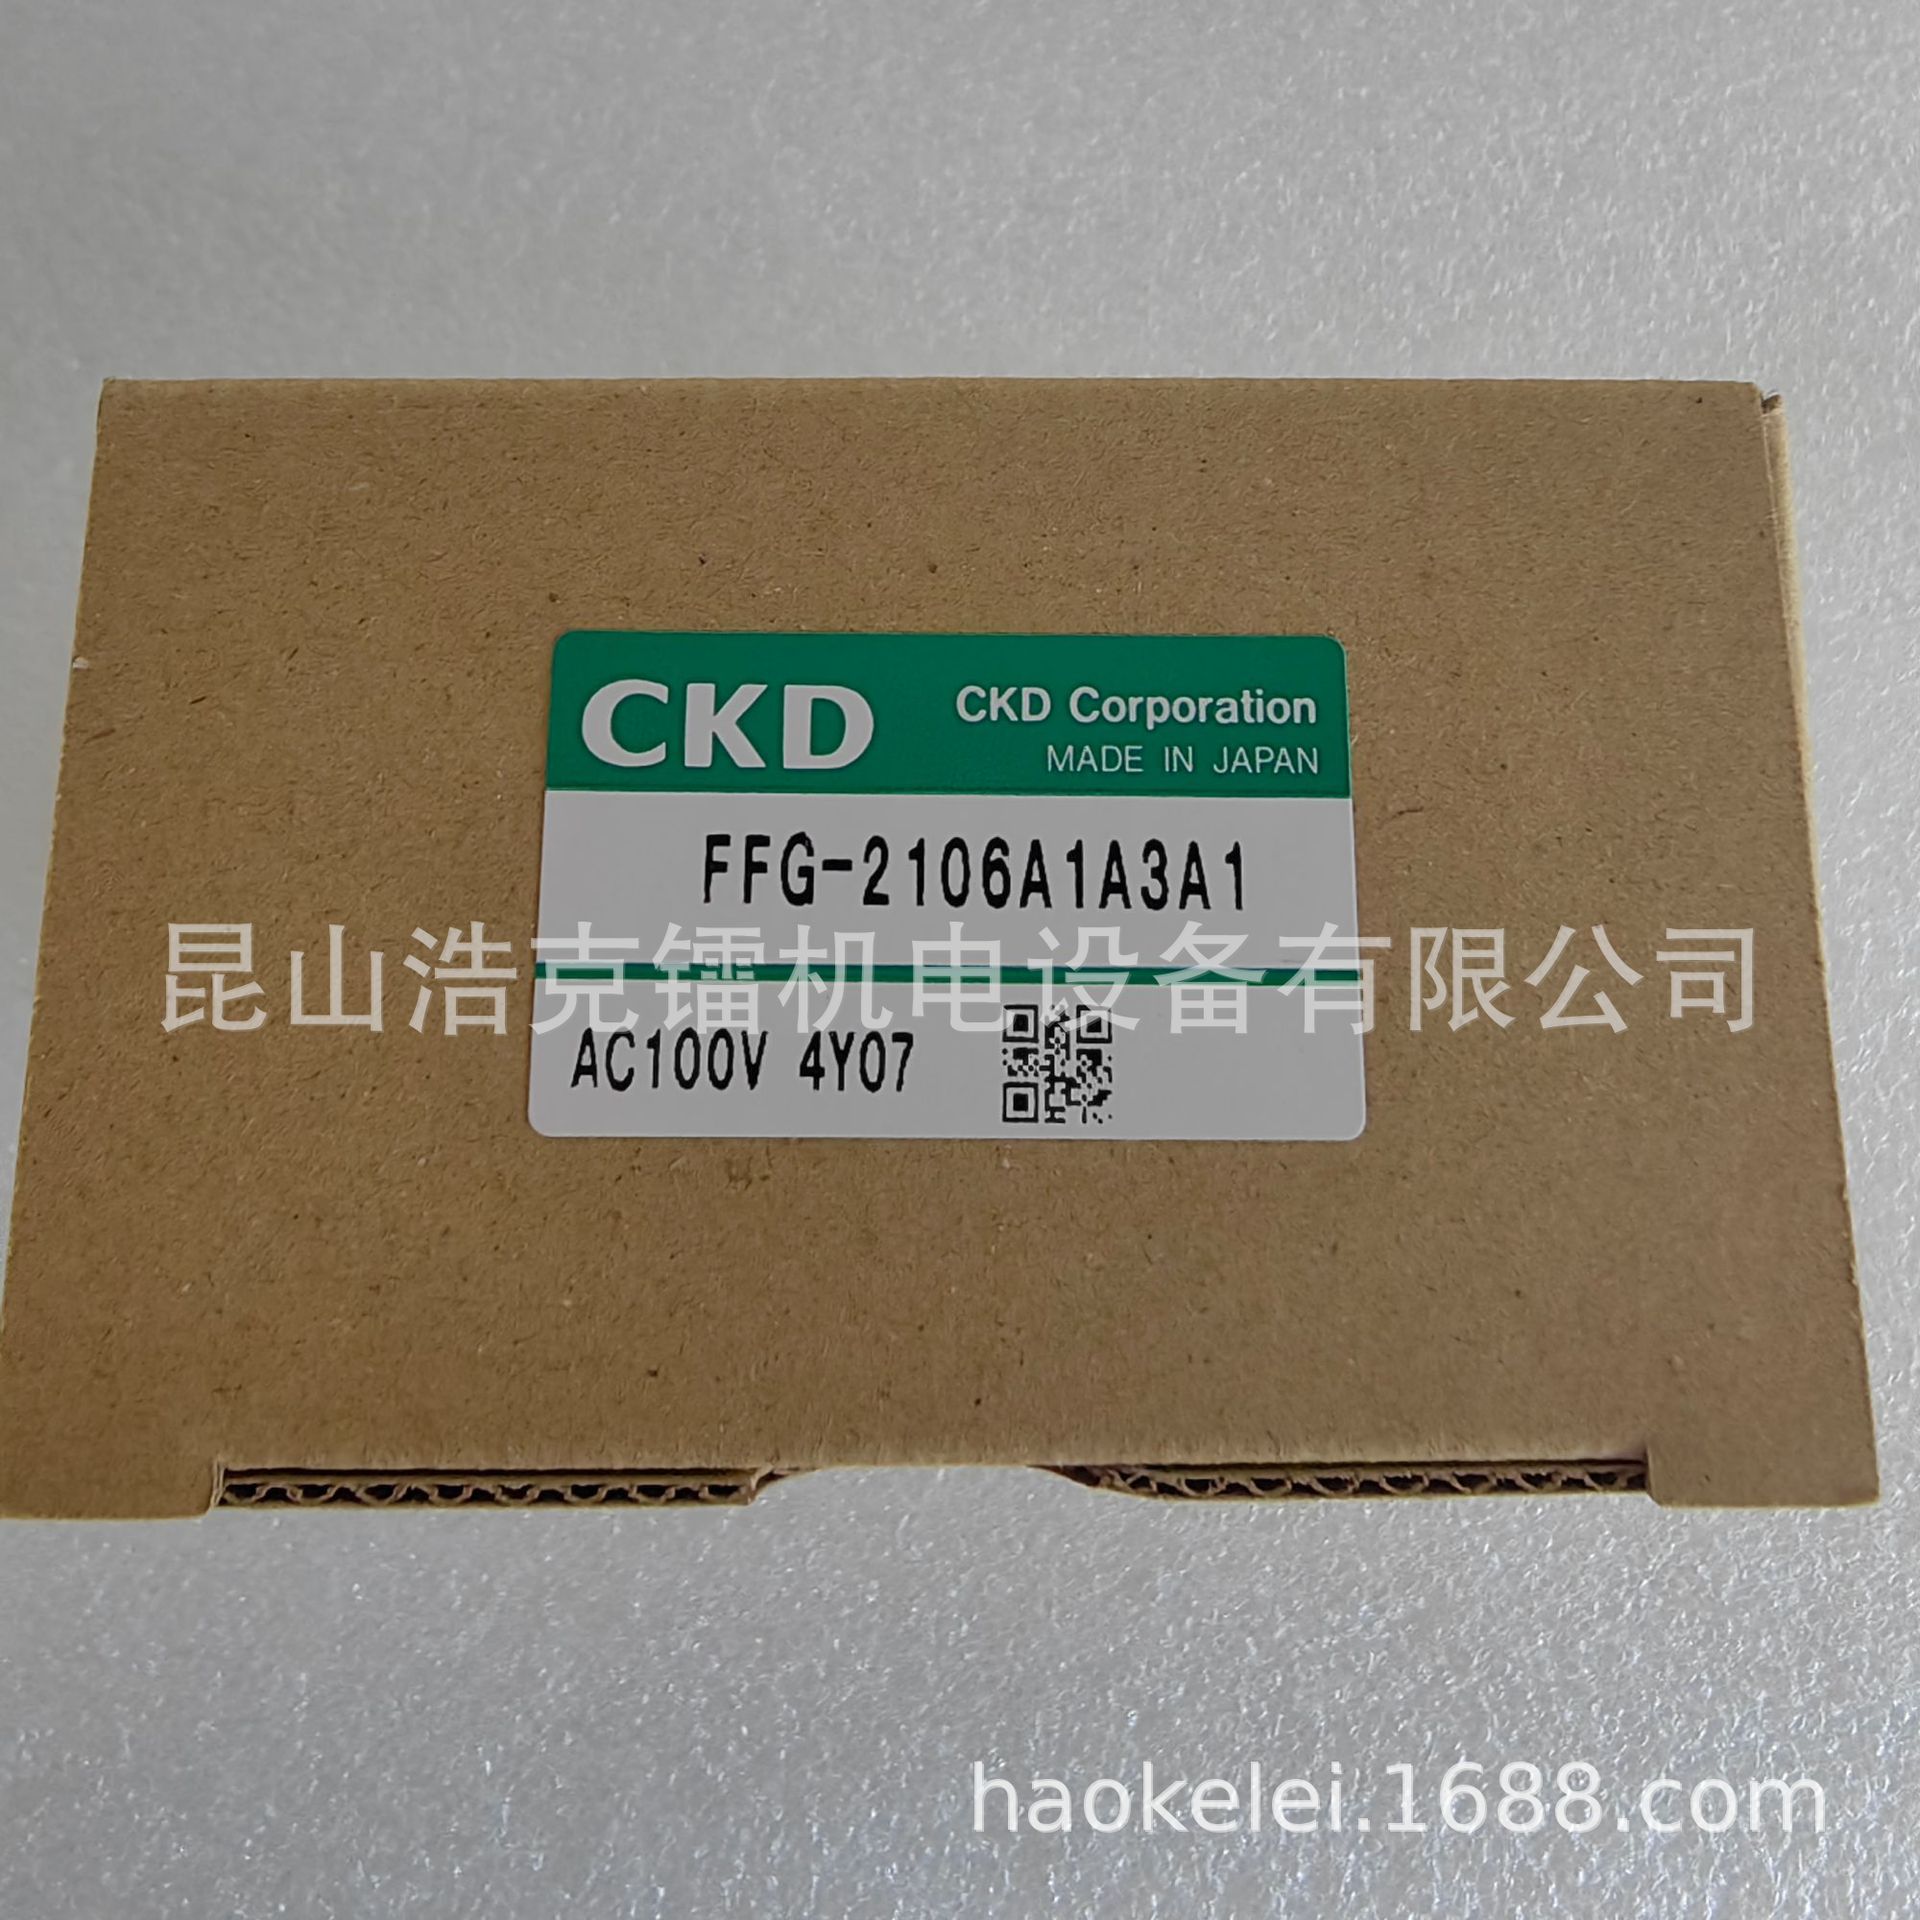 CKD
CKD Corporation
MADE IN JAPAN
FFG-2106A1A3A1
昆山浩克镭机电设备有限公司
AC100V 4Y07
haokelei.1688.com